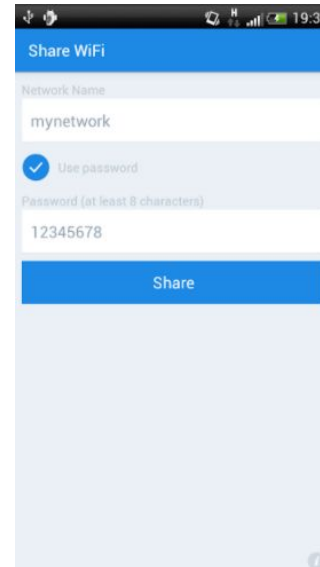 H
19:3
Share WiFi
Network Name
mynetwork
Use password
Password (at least 8 characters)
12345678
Share